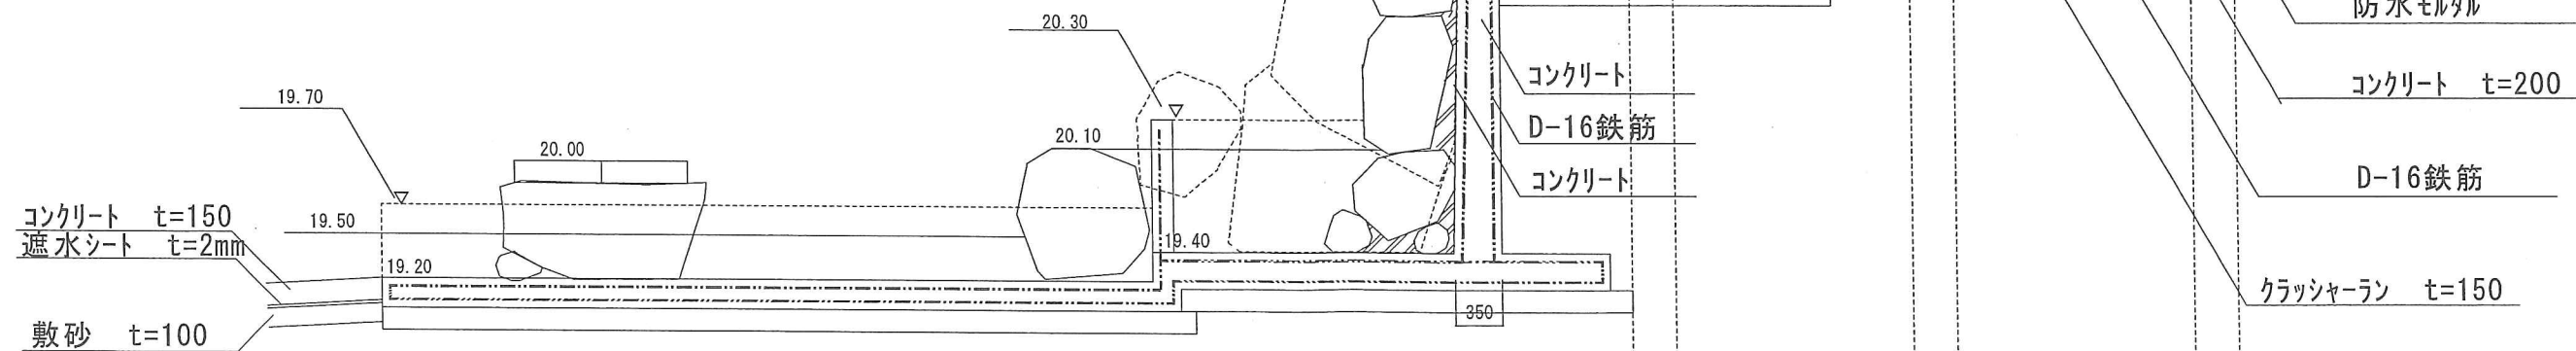 防水モルタル
20.30
コンクリート
コンクリート t=200
19.70
D-16鉄筋
20.10
20.00
コンクリート
D-16鉄筋
コンクリート t=150
19.50
遮水シート t=2mm
19.40
19.20
クラッシャーラン t=150
350
敷砂 t=100